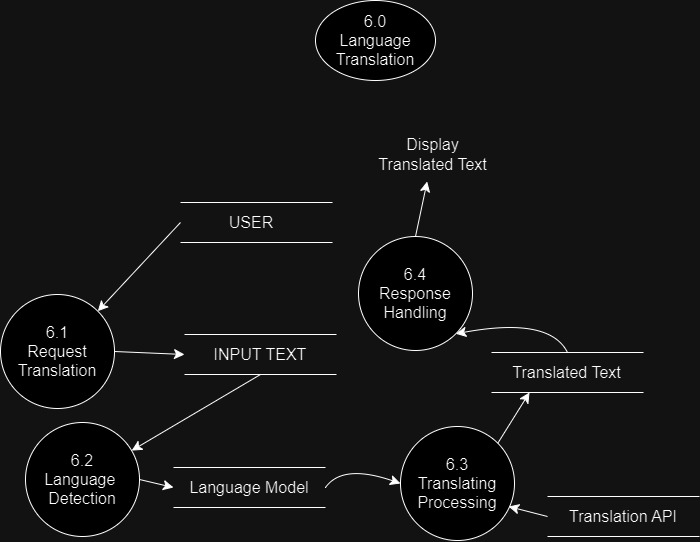 6.0
Language
Translation
Display
Translated Text
USER
6.4
Response
Handling
6.1
Request
Translation
INPUT TEXT
Translated Text
6.2
Language
Detection
Language Model
6.3
Translating
Processing
Translation API